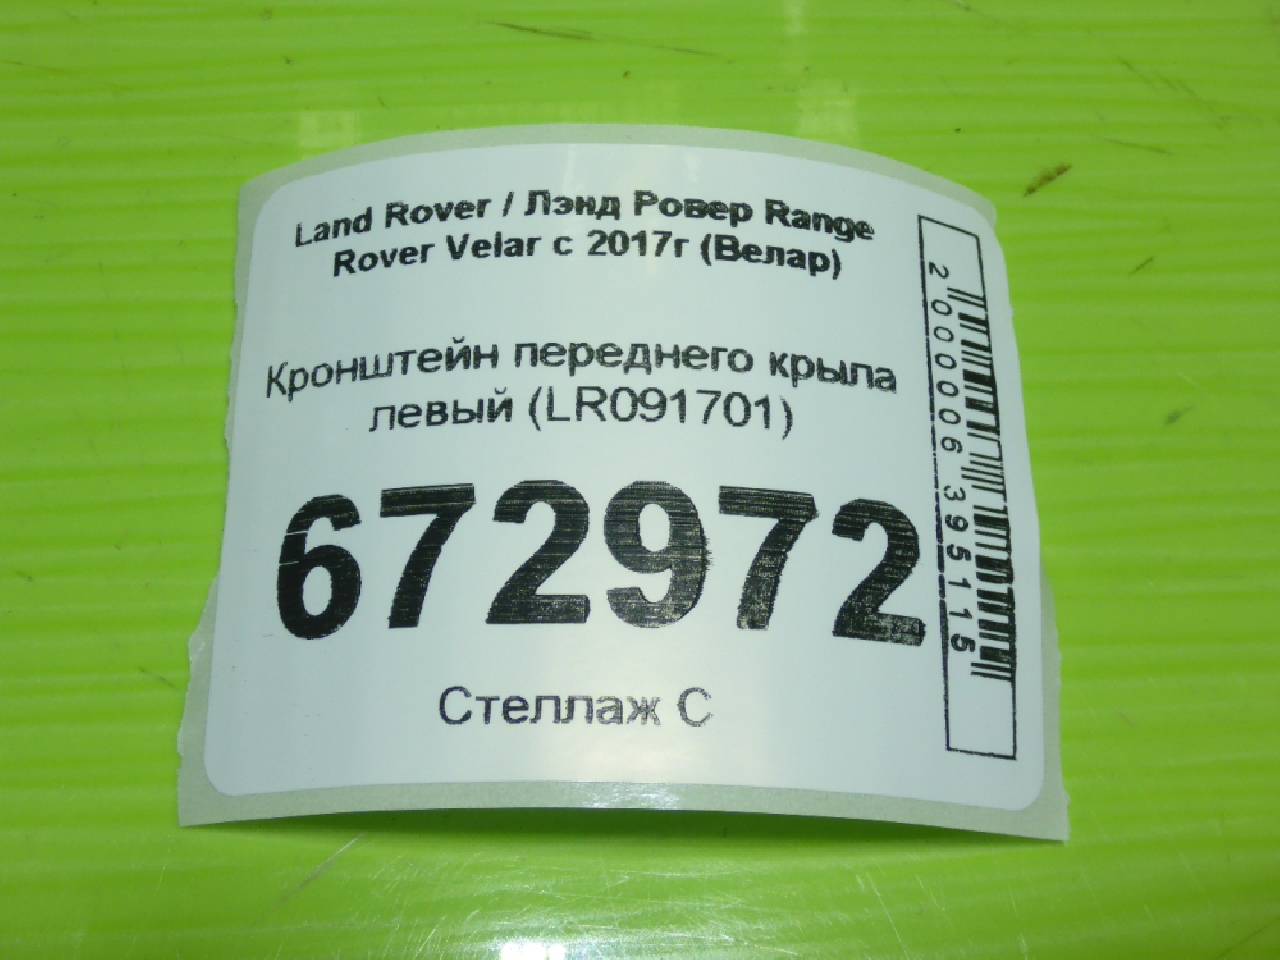 Land Rover / Лэнд Ровер Range
Rover Velar с 2017г (Велар)
Кронштейн переднего крыла
левый (LR091701)
672972
Стеллаж С
2000006395115